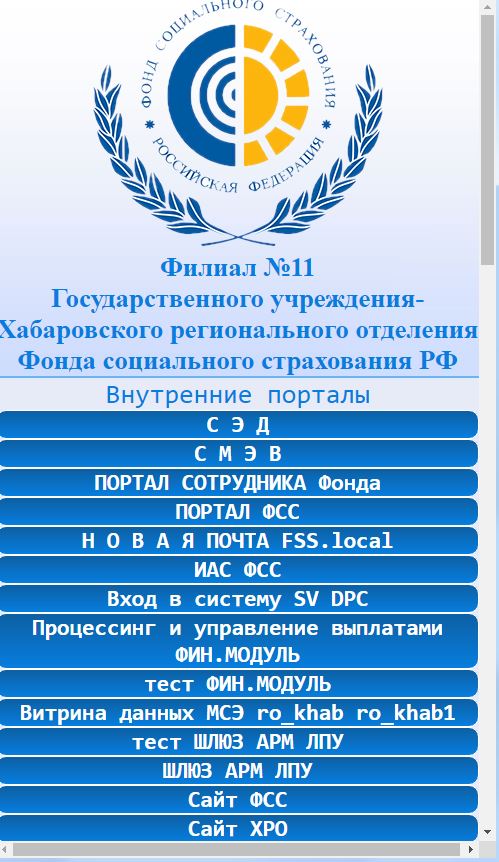 ФОНД СОЦИАЛЬНОГО СТРАХОВАНИЯ
РОССИЙСКАЯ ФЕДЕРАЦИЯ
Филиал №11
Государственного учреждения-
Хабаровского регионального отделения
Фонда социального страхования РФ
Внутренние порталы
С Э Д
С М Э В
ПОРТАЛ СОТРУДНИКА Фонда
ПОРТАЛ ФСС
Н О В А Я ПОЧТА FSS.local
ИАС ФСС
Вход в систему SV DPC
Процессинг и управление выплатами
ФИН.МОДУЛЬ
тест ФИН.МОДУЛЬ
Витрина данных МСЭ ro_khab ro_khab1
тест ШЛЮЗ АРМ ЛПУ
ШЛЮЗ АРМ ЛПУ
Сайт ФСС
Сайт ХРО